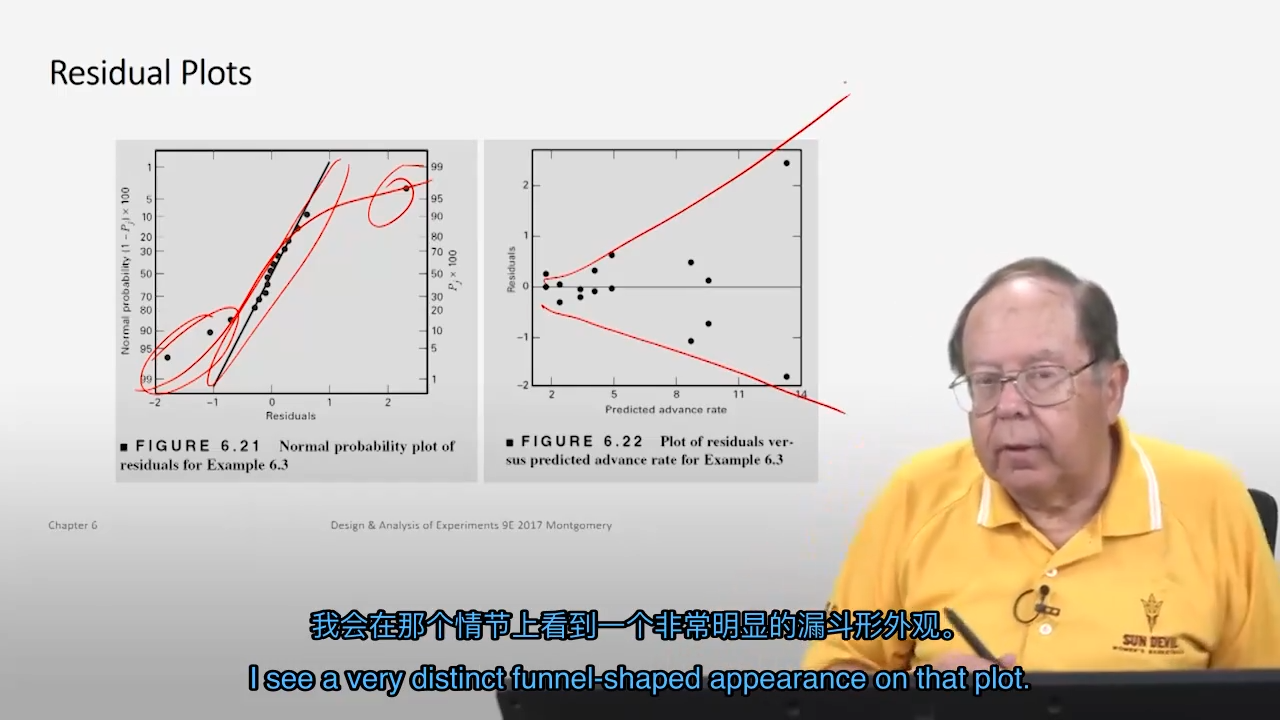 Residual Plots
Normal probability (1 − Pj) × 100
1
5
10
20
30
50
70
80
90
95
99
99
95
90
80
70
50
30
20
10
5
1
Pj × 100
−2 −1 0 1 2
Residuals
■ FIGURE 6.21 Normal probability plot of
residuals for Example 6.3
Residuals
2
1
0
−1
−2
2 5 8 11 14
Predicted advance rate
■ FIGURE 6.22 Plot of residuals ver-
sus predicted advance rate for Example 6.3
Chapter 6
Design & Analysis of Experiments 9E 2017 Montgomery
SUN DEVIL
WOMEN'S BASKETBALL
我会在那个情节上看到一个非常明显的漏斗形外观。
I see a very distinct funnel-shaped appearance on that plot.